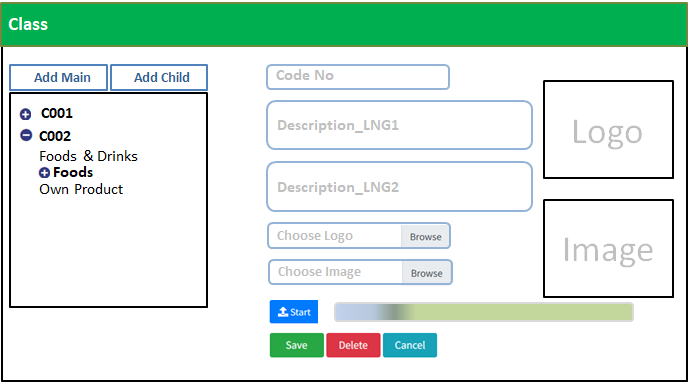 Class
Add Main Add Child
C001
C002
Foods & Drinks
Foods
Own Product
Code No
Description_LNG1
Description_LNG2
Choose Logo Browse
Choose Image Browse
Start
Save Delete Cancel
Logo
Image